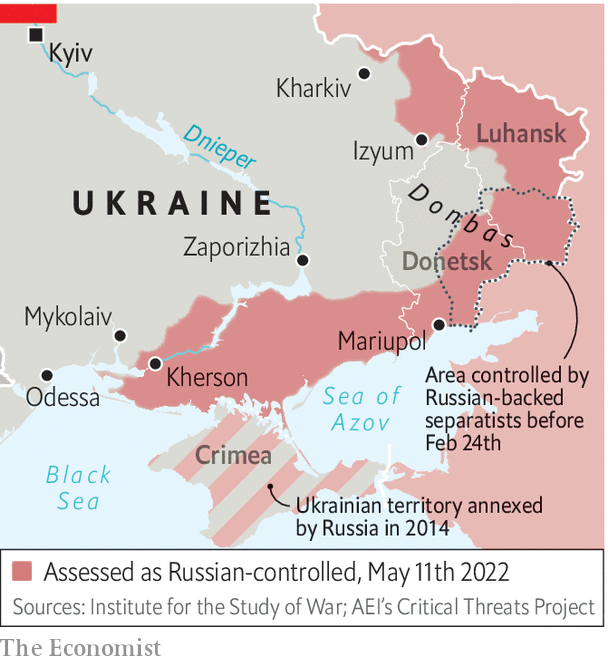 Kyiv
Kharkiv
Luhansk
Dnieper
Izyum
UKRAINE
Donbas
Zaporizhia
Donetsk
Mykolaiv
Mariupol
Kherson
Odessa
Sea of
Azov
Area controlled by
Russian-backed
separatists before
Feb 24th
Crimea
Black
Sea
Ukrainian territory annexed
by Russia in 2014
Assessed as Russian-controlled, May 11th 2022
Sources: Institute for the Study of War; AEI's Critical Threats Project
The Economist